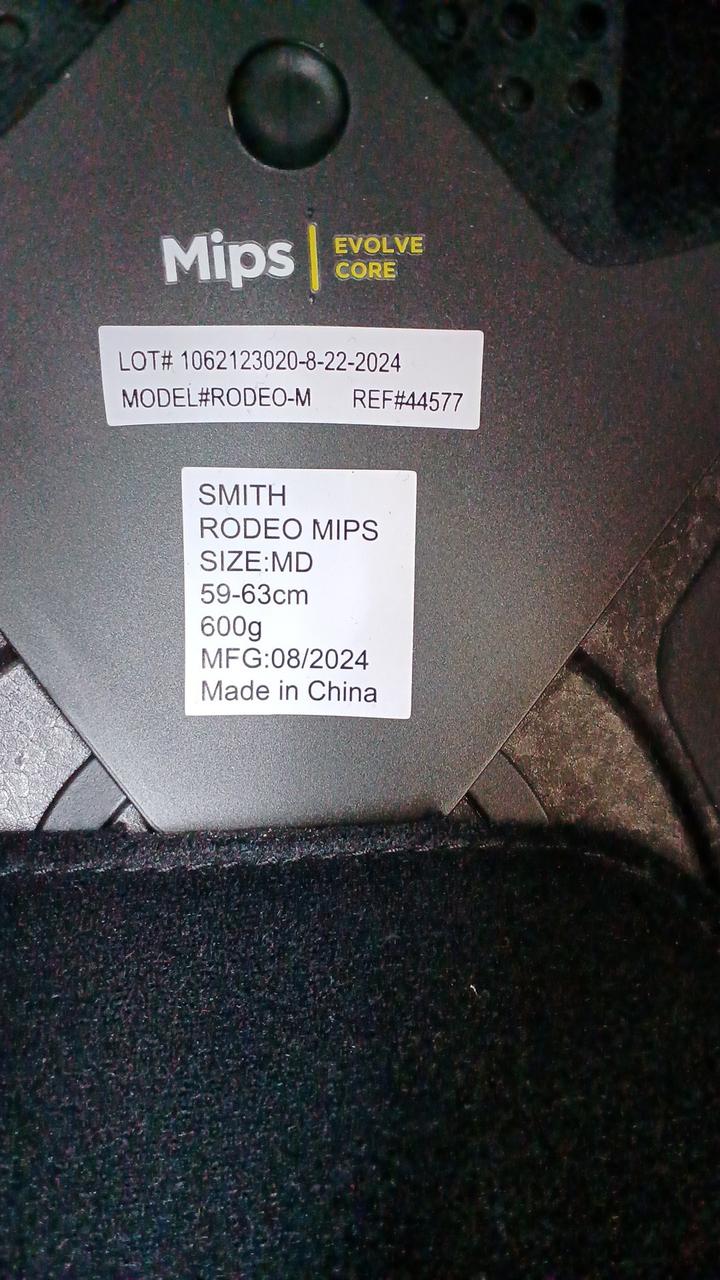 Mips | EVOLVE CORE
LOT# 1062123020-8-22-2024
MODEL#RODEO-M REF#44577
SMITH
RODEO MIPS
SIZE:MD
59-63cm
600g
MFG:08/2024
Made in China